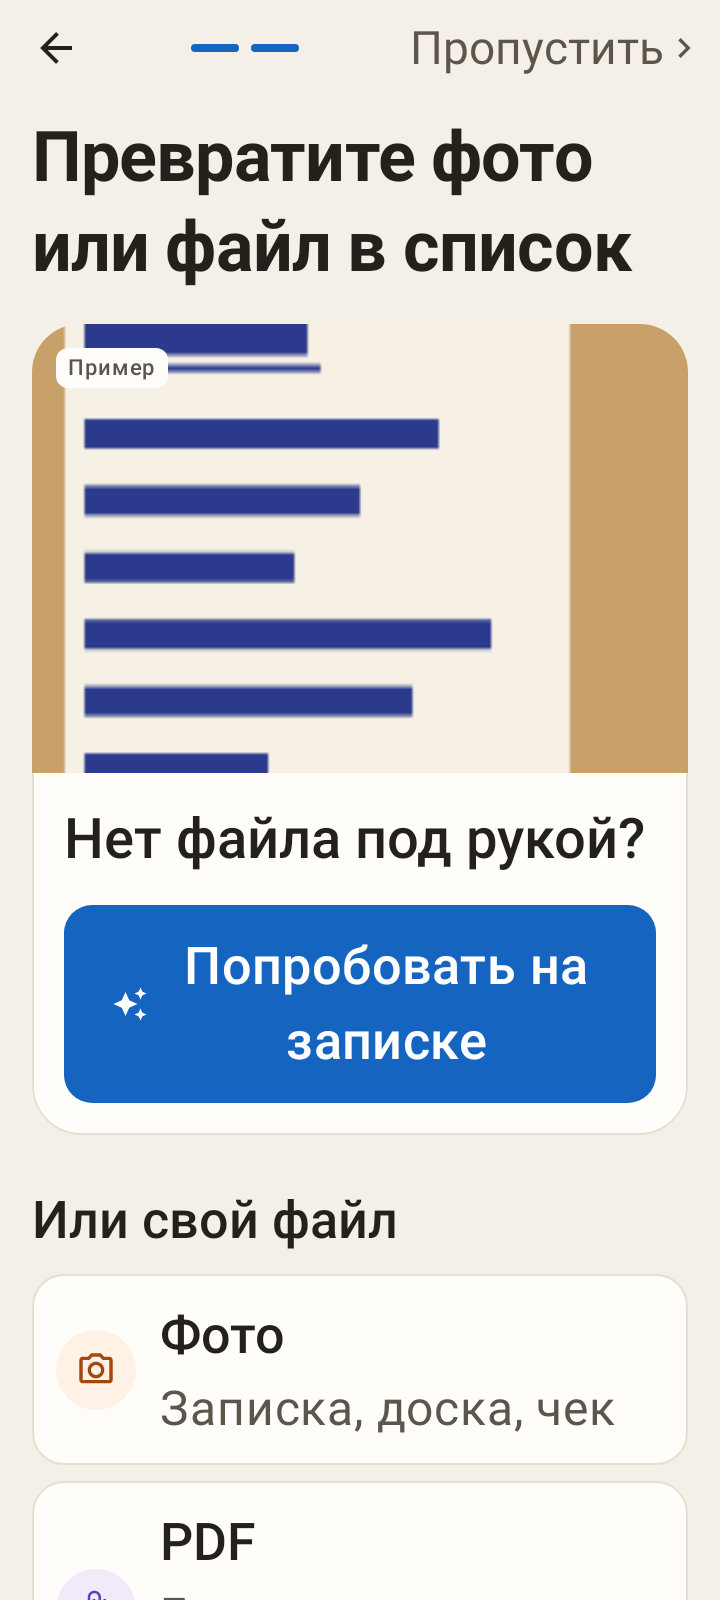 Пропустить
Превратите фото
или файл в список
Пример
Нет файла под рукой?
Попробовать на
записке
Или свой файл
Фото
Записка, доска, чек
PDF